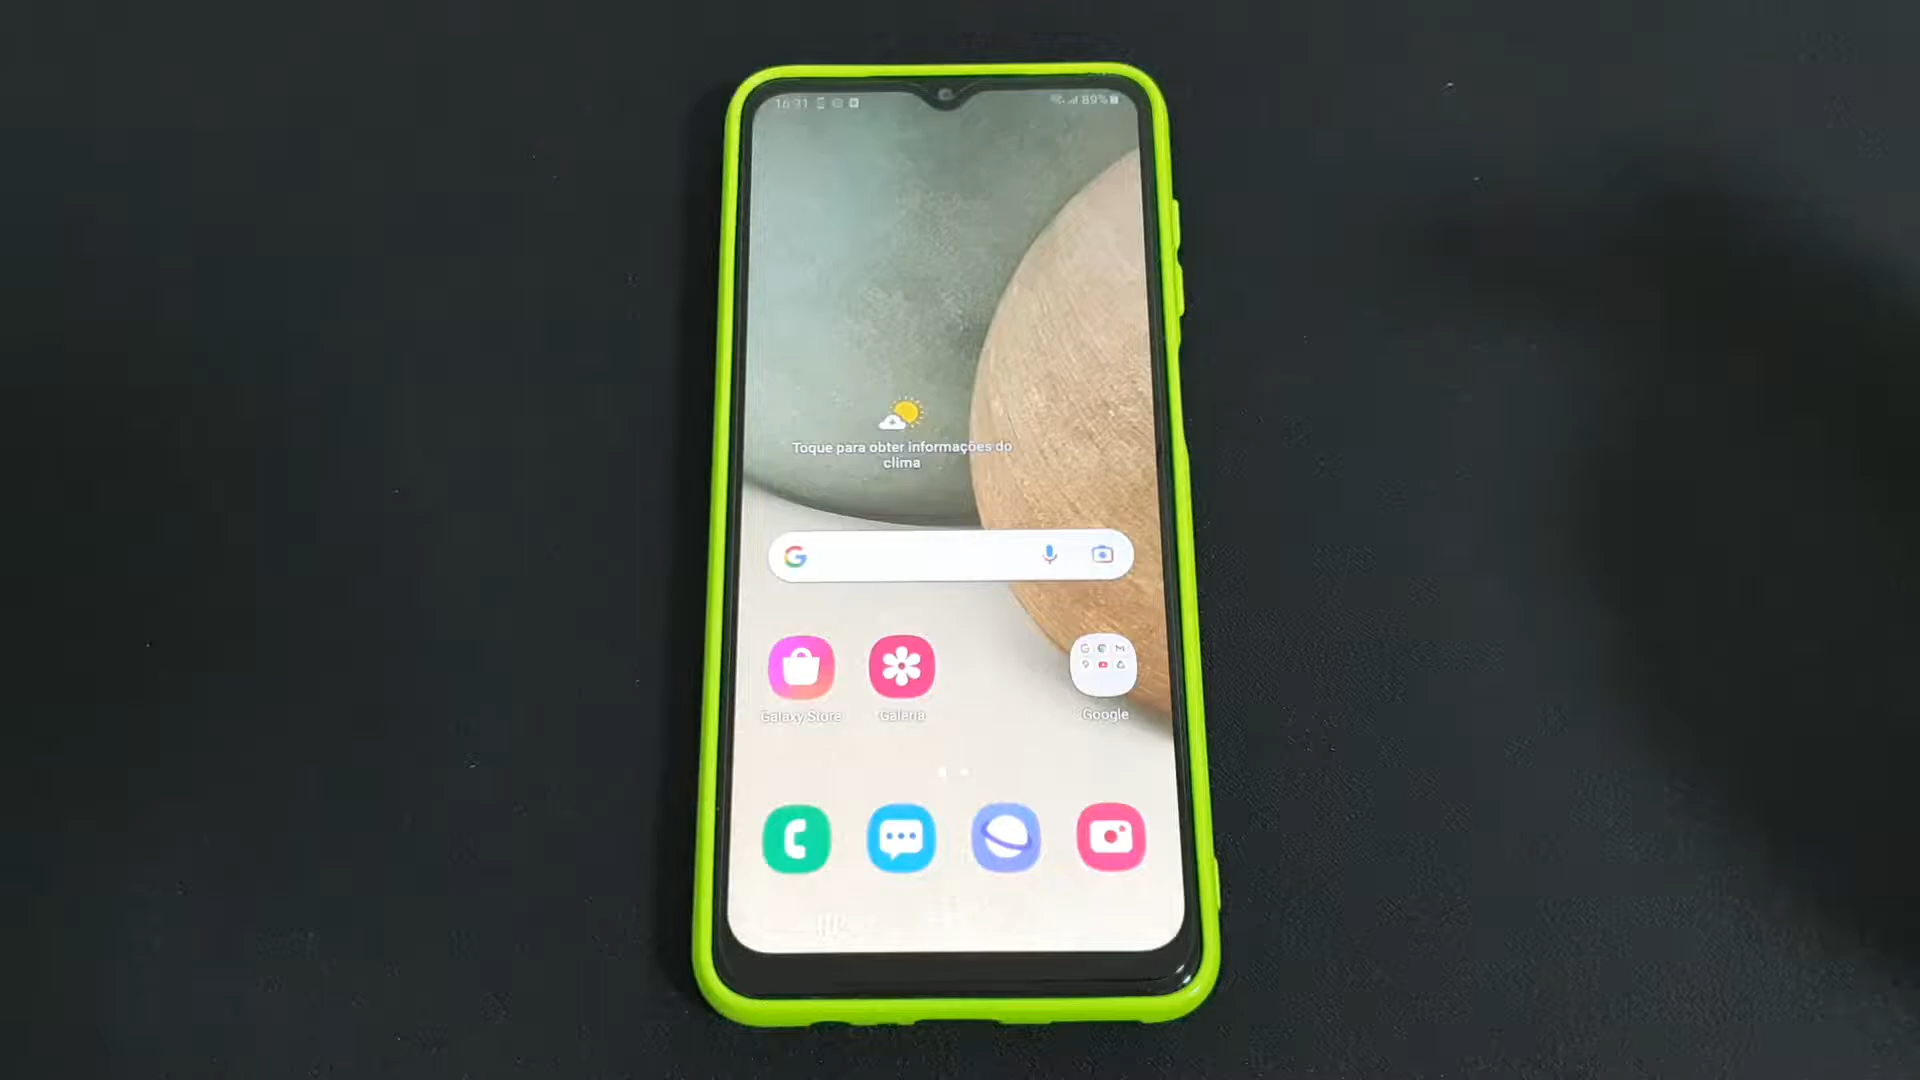 16:31
89%
Toque para obter informações do
clima
G
Galaxy Store
Galeria
Google